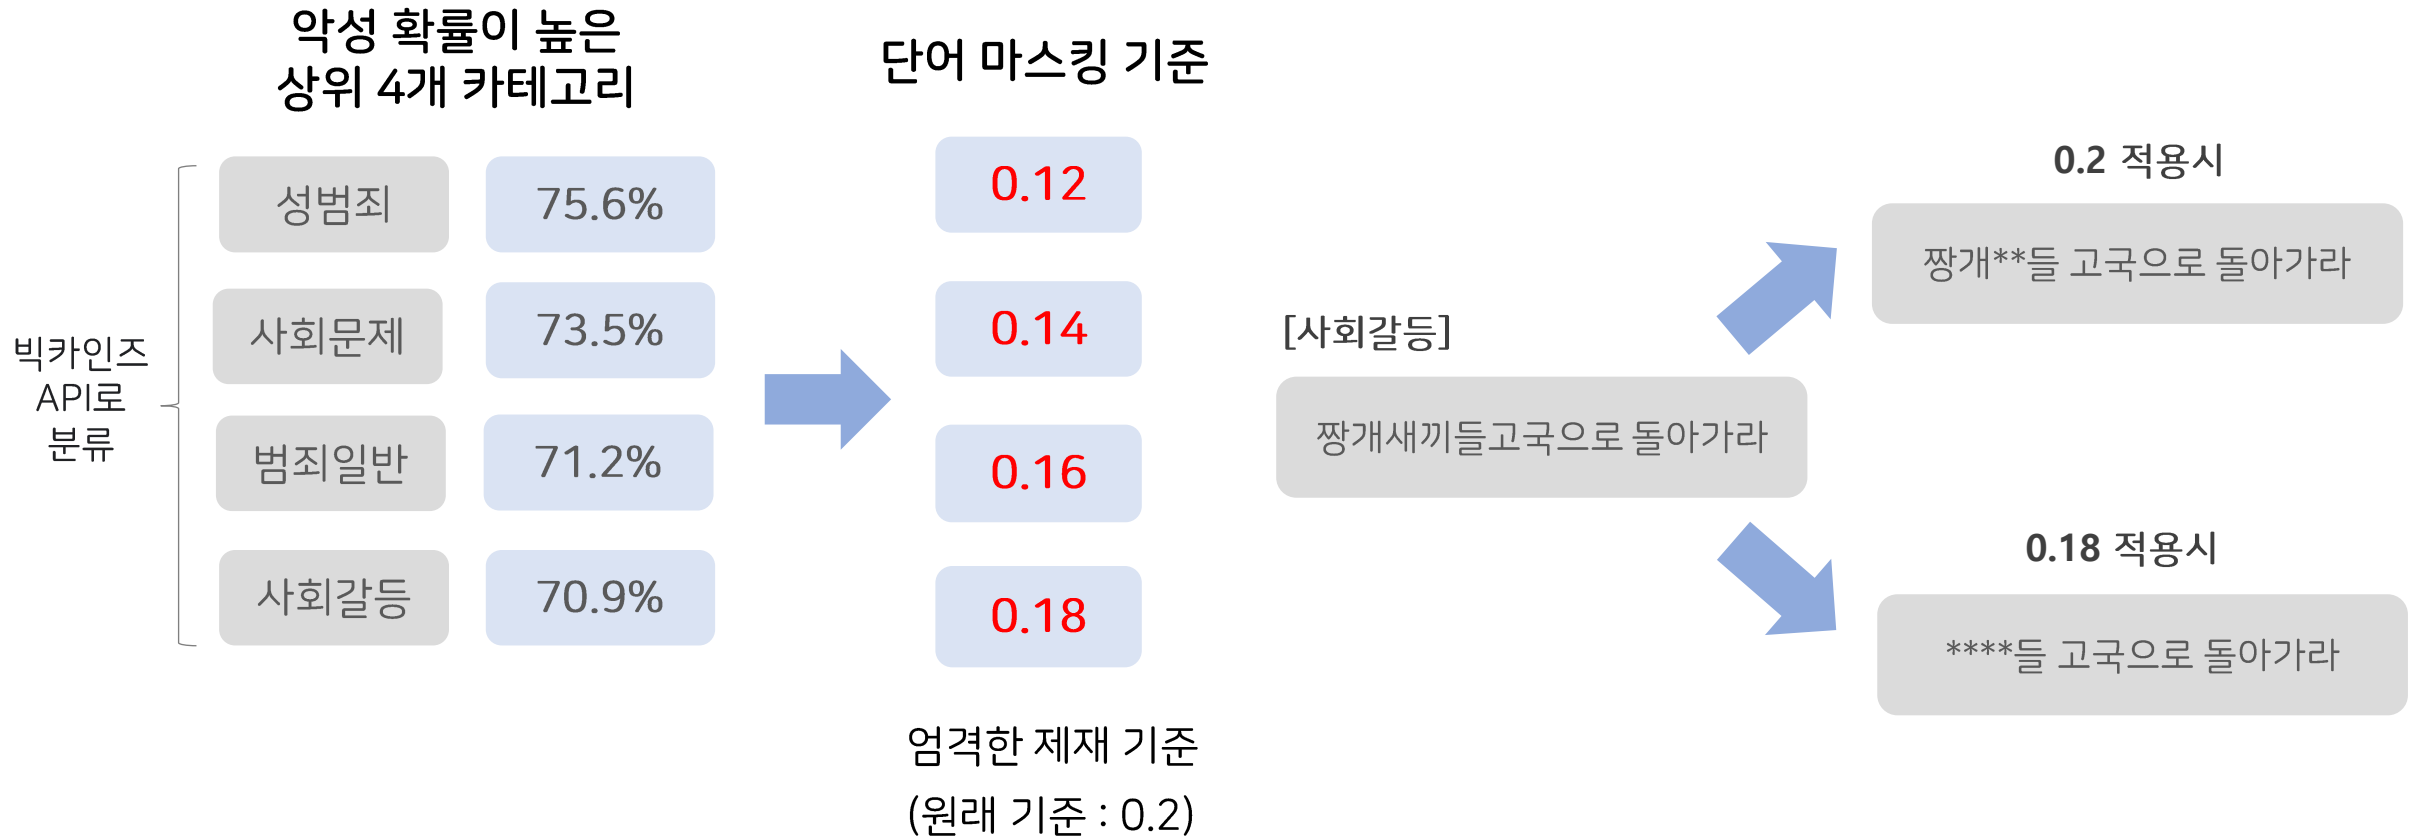 악성 확률이 높은
상위 4개 카테고리
빅카인즈
API로
분류
성범죄 75.6%
사회문제 73.5%
범죄일반 71.2%
사회갈등 70.9%
단어 마스킹 기준
0.12
0.14
0.16
0.18
엄격한 제재 기준
(원래 기준 : 0.2)
[사회갈등]
짱개새끼들고국으로 돌아가라
0.2 적용시
짱개**들 고국으로 돌아가라
0.18 적용시
****들 고국으로 돌아가라